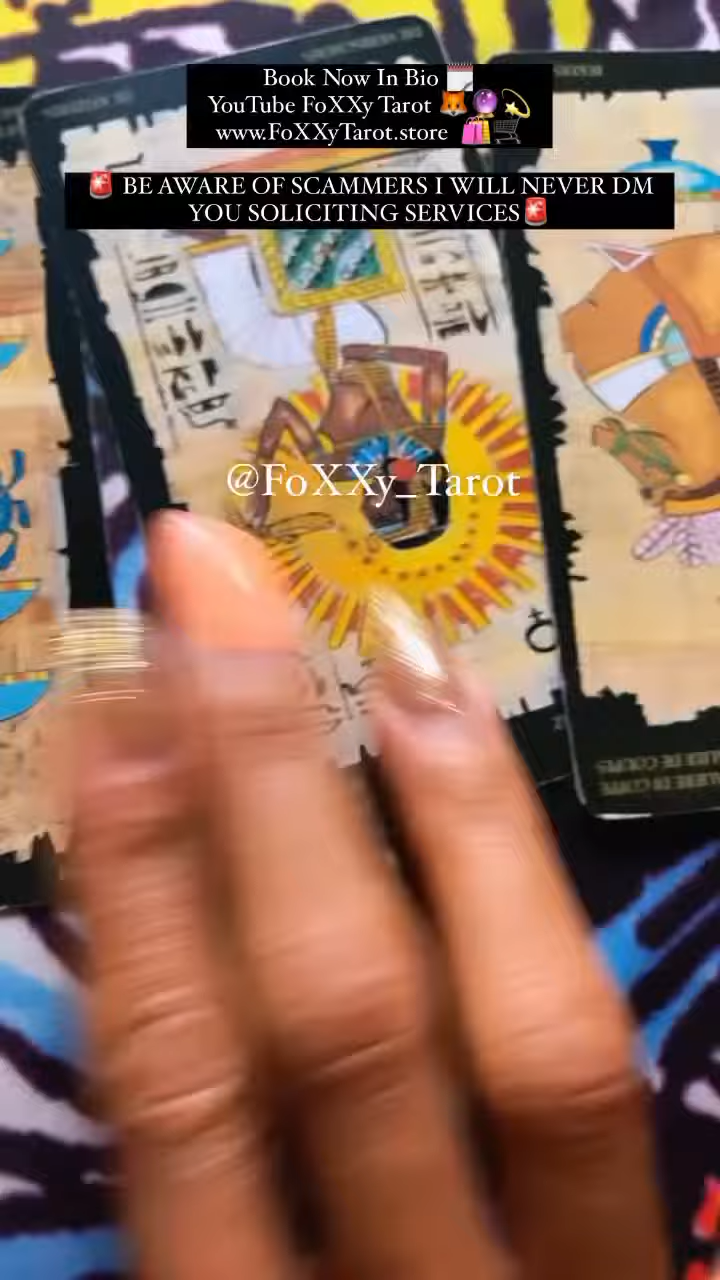 Book Now In Bio 🗓️
YouTube FoXXy Tarot 🦊🔮💫
www.FoXXyTarot.store 🛍️🛒
🚨 BE AWARE OF SCAMMERS I WILL NEVER DM
YOU SOLICITING SERVICES🚨
@FoXXy_Tarot